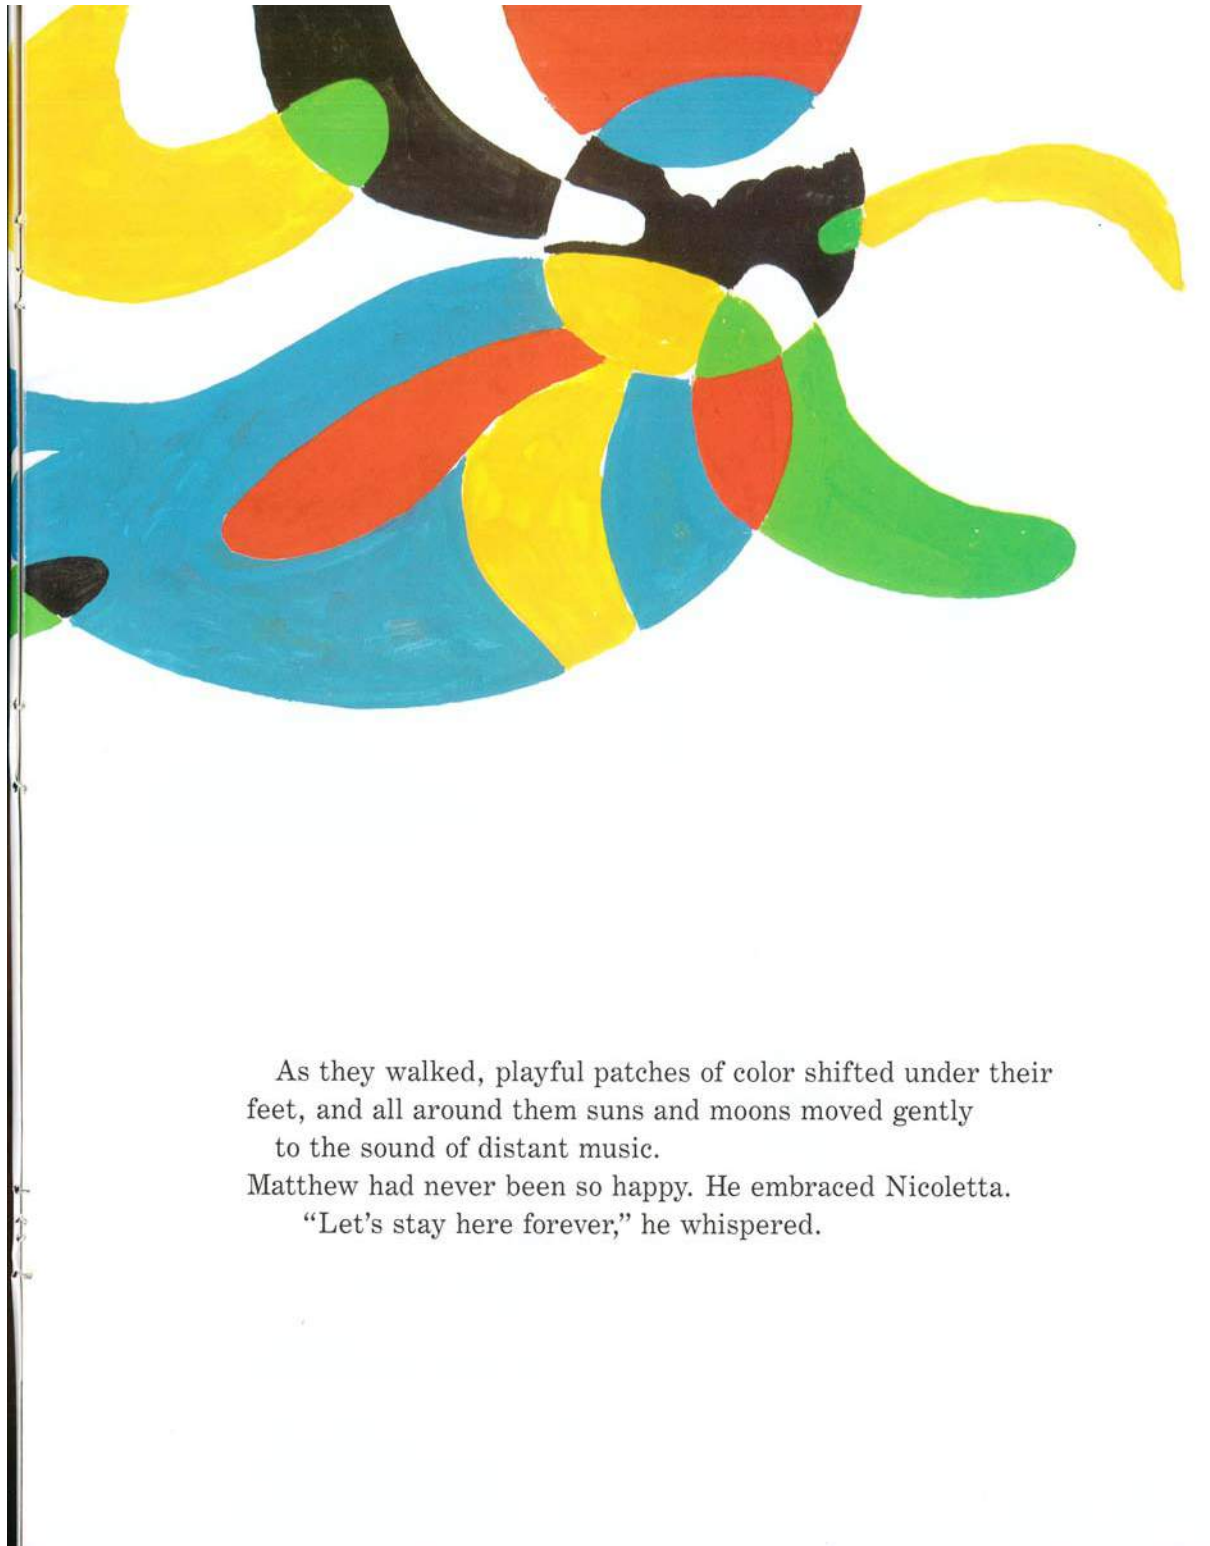 As they walked, playful patches of color shifted under their
feet, and all around them suns and moons moved gently
to the sound of distant music.
Matthew had never been so happy. He embraced Nicoletta.
“Let’s stay here forever,” he whispered.